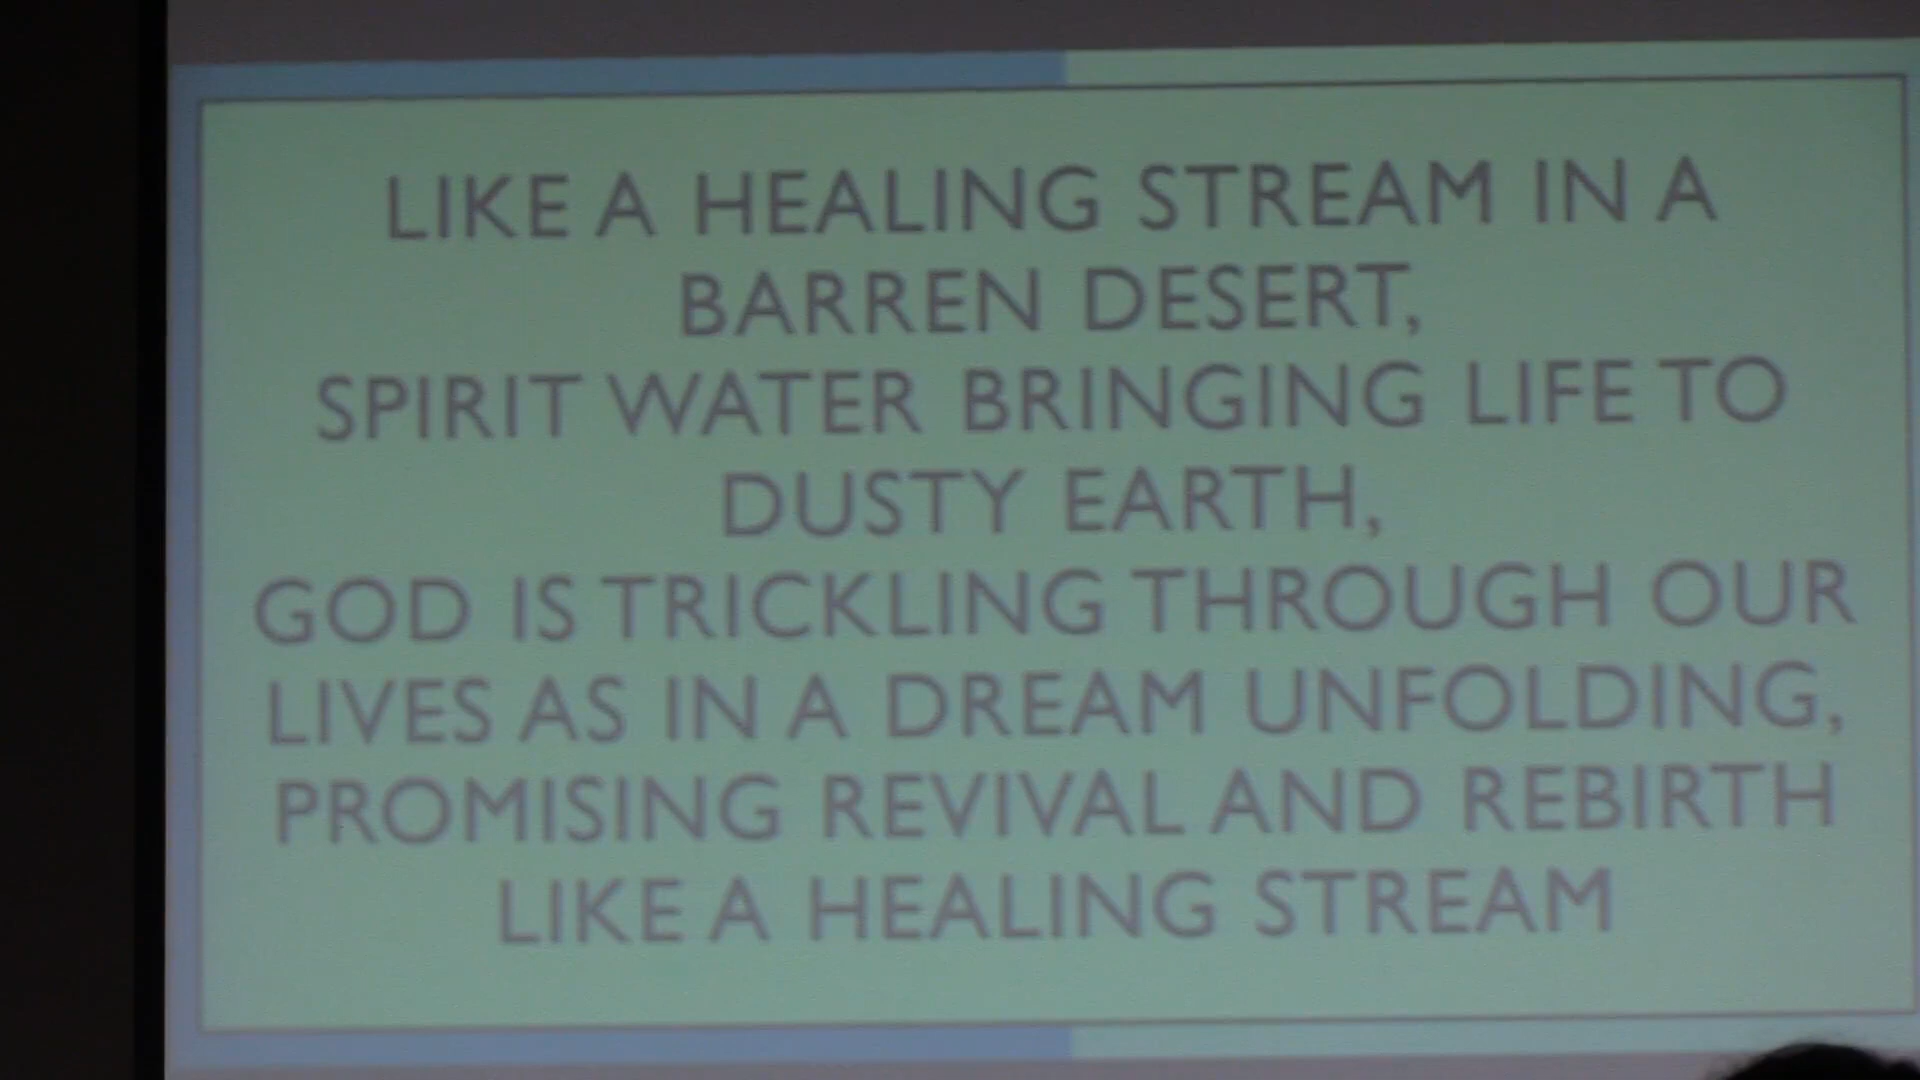 LIKE A HEALING STREAM IN A
BARREN DESERT,
SPIRIT WATER BRINGING LIFE TO
DUSTY EARTH,
GOD IS TRICKLING THROUGH OUR
LIVES AS IN A DREAM UNFOLDING,
PROMISING REVIVAL AND REBIRTH
LIKE A HEALING STREAM